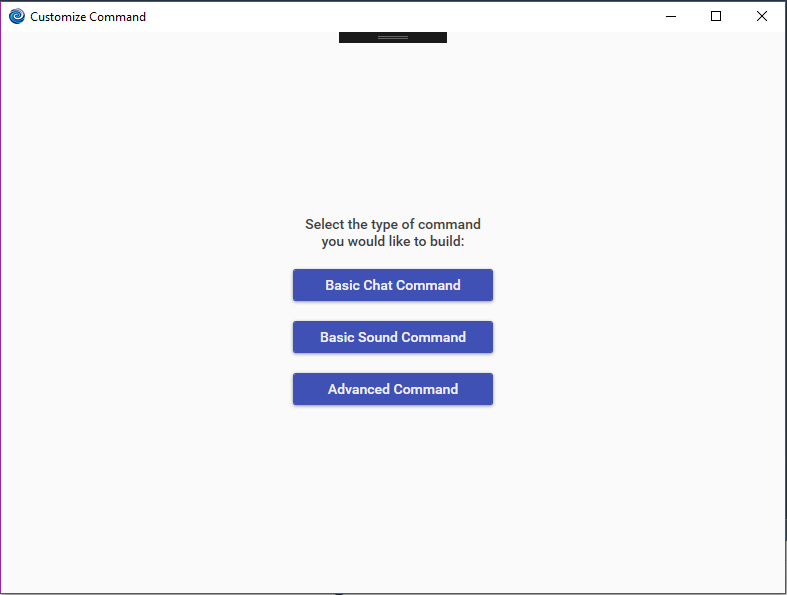 Customize Command
Select the type of command
you would like to build:
Basic Chat Command
Basic Sound Command
Advanced Command